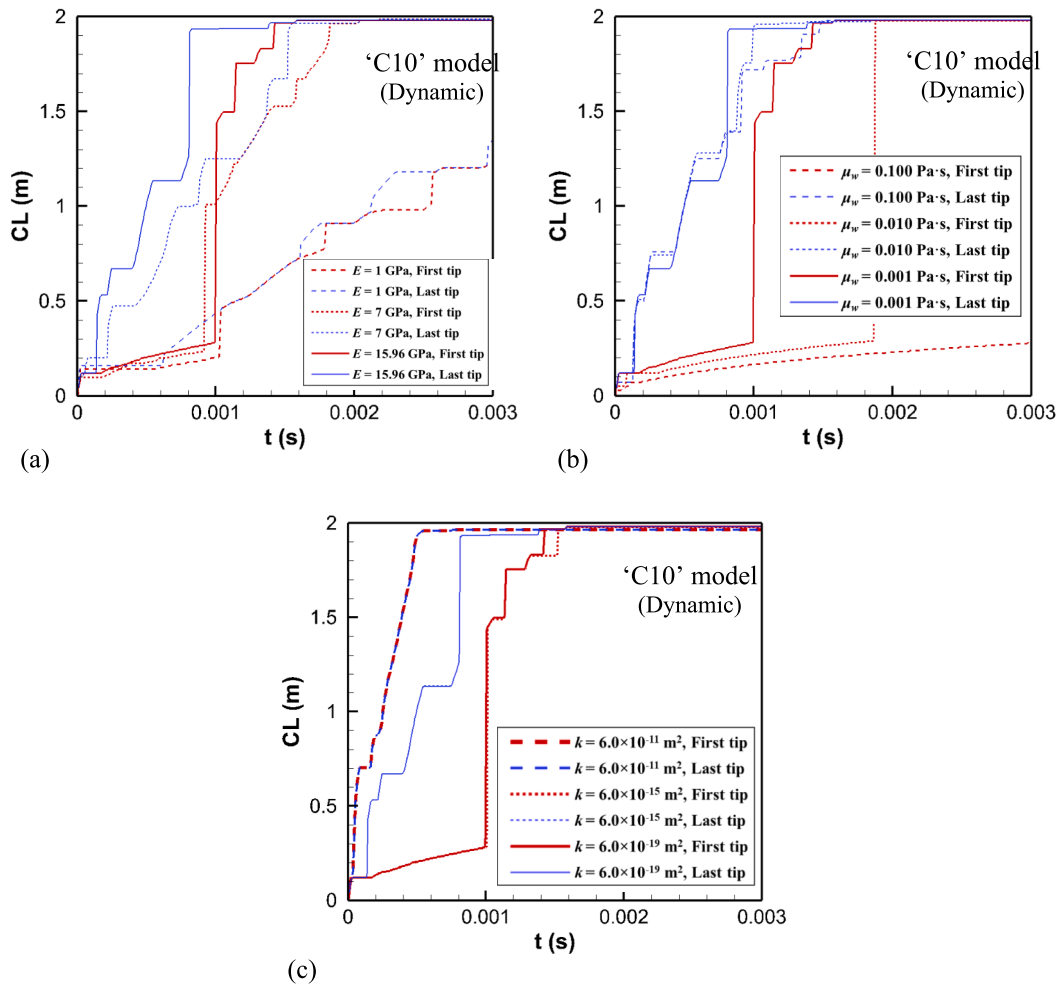 2
1.5
1
0.5
0
CL (m)
0
0.001
0.002
0.003
t (s)
‘C10’ model
(Dynamic)
E = 1 GPa, First tip
E = 1 GPa, Last tip
E = 7 GPa, First tip
E = 7 GPa, Last tip
E = 15.96 GPa, First tip
E = 15.96 GPa, Last tip
(a)
2
1.5
1
0.5
0
CL (m)
0
0.001
0.002
0.003
t (s)
‘C10’ model
(Dynamic)
μw = 0.100 Pa·s, First tip
μw = 0.100 Pa·s, Last tip
μw = 0.010 Pa·s, First tip
μw = 0.010 Pa·s, Last tip
μw = 0.001 Pa·s, First tip
μw = 0.001 Pa·s, Last tip
(b)
2
1.5
1
0.5
0
CL (m)
0
0.001
0.002
0.003
t (s)
‘C10’ model
(Dynamic)
k = 6.0×10⁻¹¹ m², First tip
k = 6.0×10⁻¹¹ m², Last tip
k = 6.0×10⁻¹⁵ m², First tip
k = 6.0×10⁻¹⁵ m², Last tip
k = 6.0×10⁻¹⁹ m², First tip
k = 6.0×10⁻¹⁹ m², Last tip
(c)